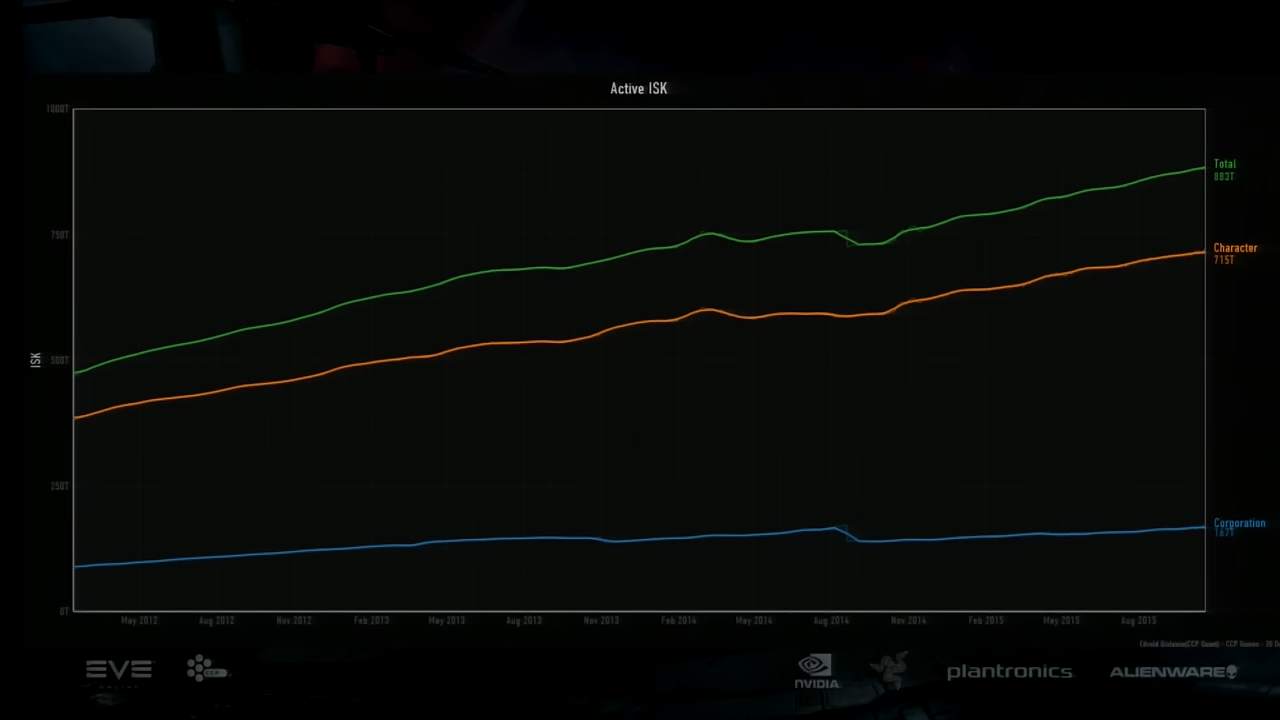 Active ISK
1000T
Total
883T
750T
Character
715T
ISK
500T
250T
Corporation
167T
0T
May 2012
Aug 2012
Nov 2012
Feb 2013
May 2013
Aug 2013
Nov 2013
Feb 2014
May 2014
Aug 2014
Nov 2014
Feb 2015
May 2015
Aug 2015
EVE
CCP
NVIDIA
plantronics
ALIENWARE